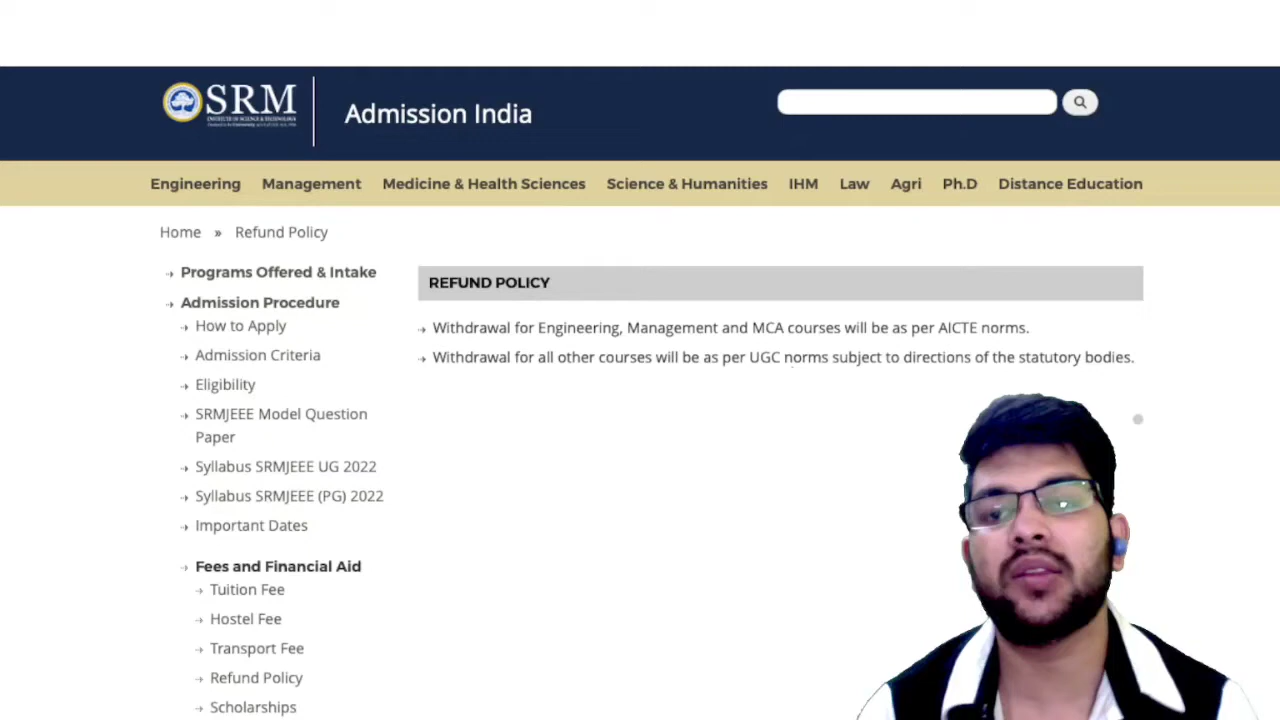 SRM
INSTITUTE OF SCIENCE & TECHNOLOGY
Admission India
Engineering Management Medicine & Health Sciences Science & Humanities IHM Law Agri Ph.D Distance Education
Home » Refund Policy
Programs Offered & Intake
Admission Procedure
How to Apply
Admission Criteria
Eligibility
SRMJEEE Model Question
Paper
Syllabus SRMJEEE UG 2022
Syllabus SRMJEEE (PG) 2022
Important Dates
Fees and Financial Aid
Tuition Fee
Hostel Fee
Transport Fee
Refund Policy
Scholarships
REFUND POLICY
Withdrawal for Engineering, Management and MCA courses will be as per AICTE norms.
Withdrawal for all other courses will be as per UGC norms subject to directions of the statutory bodies.